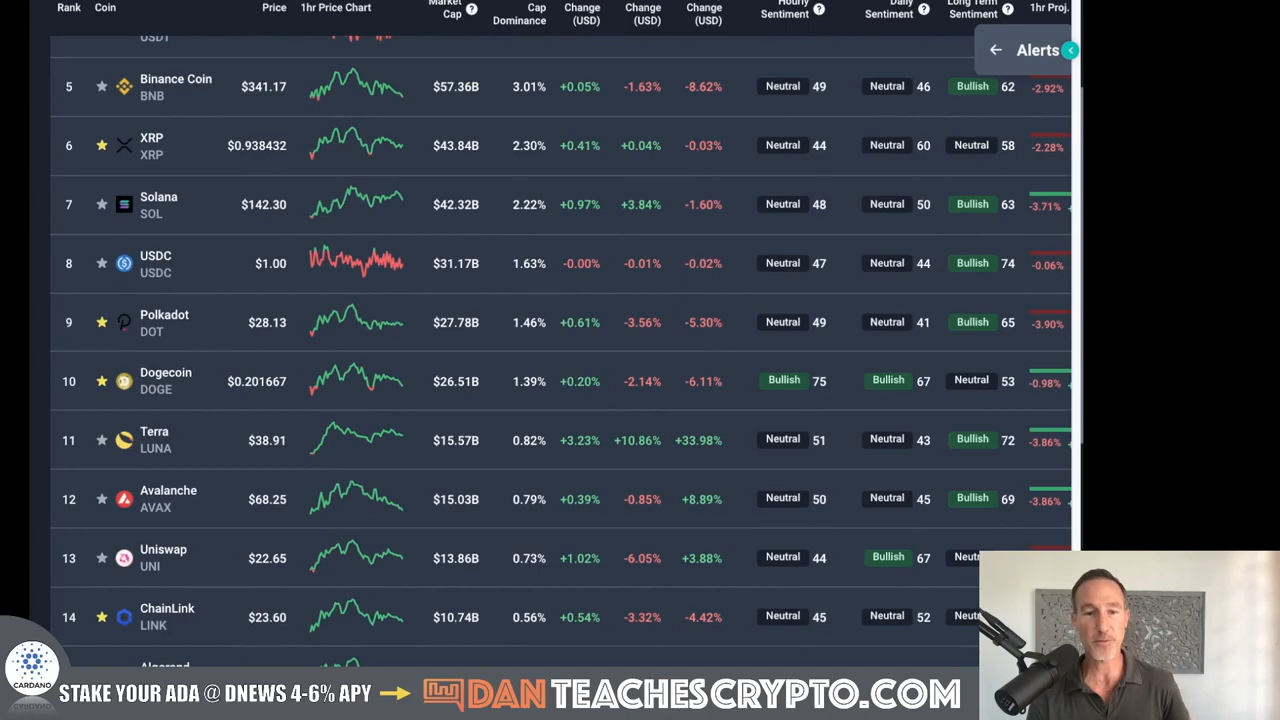 Rank Coin Price 1hr Price Chart Market Cap ? Cap Dominance Change (USD) Change (USD) Change (USD) Hourly Sentiment ? Daily Sentiment ? Long Term Sentiment ? 1hr Proj.
USDT
← Alerts
5 Binance Coin $341.17 $57.36B 3.01% +0.05% -1.63% -8.62% Neutral 49 Neutral 46 Bullish 62 -2.92%
BNB
6 XRP $0.938432 $43.84B 2.30% +0.41% +0.04% -0.03% Neutral 44 Neutral 60 Neutral 58 -2.28%
XRP
7 Solana $142.30 $42.32B 2.22% +0.97% +3.84% -1.60% Neutral 48 Neutral 50 Bullish 63 -3.71%
SOL
8 USDC $1.00 $31.17B 1.63% -0.00% -0.01% -0.02% Neutral 47 Neutral 44 Bullish 74 -0.06%
USDC
9 Polkadot $28.13 $27.78B 1.46% +0.61% -3.56% -5.30% Neutral 49 Neutral 41 Bullish 65 -3.90%
DOT
10 Dogecoin $0.201667 $26.51B 1.39% +0.20% -2.14% -6.11% Bullish 75 Bullish 67 Neutral 53 -0.98%
DOGE
11 Terra $38.91 $15.57B 0.82% +3.23% +10.86% +33.98% Neutral 51 Neutral 43 Bullish 72 -3.86%
LUNA
12 Avalanche $68.25 $15.03B 0.79% +0.39% -0.85% +8.89% Neutral 50 Neutral 45 Bullish 69 -3.86%
AVAX
13 Uniswap $22.65 $13.86B 0.73% +1.02% -6.05% +3.88% Neutral 44 Bullish 67
UNI
14 ChainLink $23.60 $10.74B 0.56% +0.54% -3.32% -4.42% Neutral 45 Neutral 52
LINK
CARDANO
STAKE YOUR ADA @ DNEWS 4-6% APY DAN TEACHESCRYPTO.COM